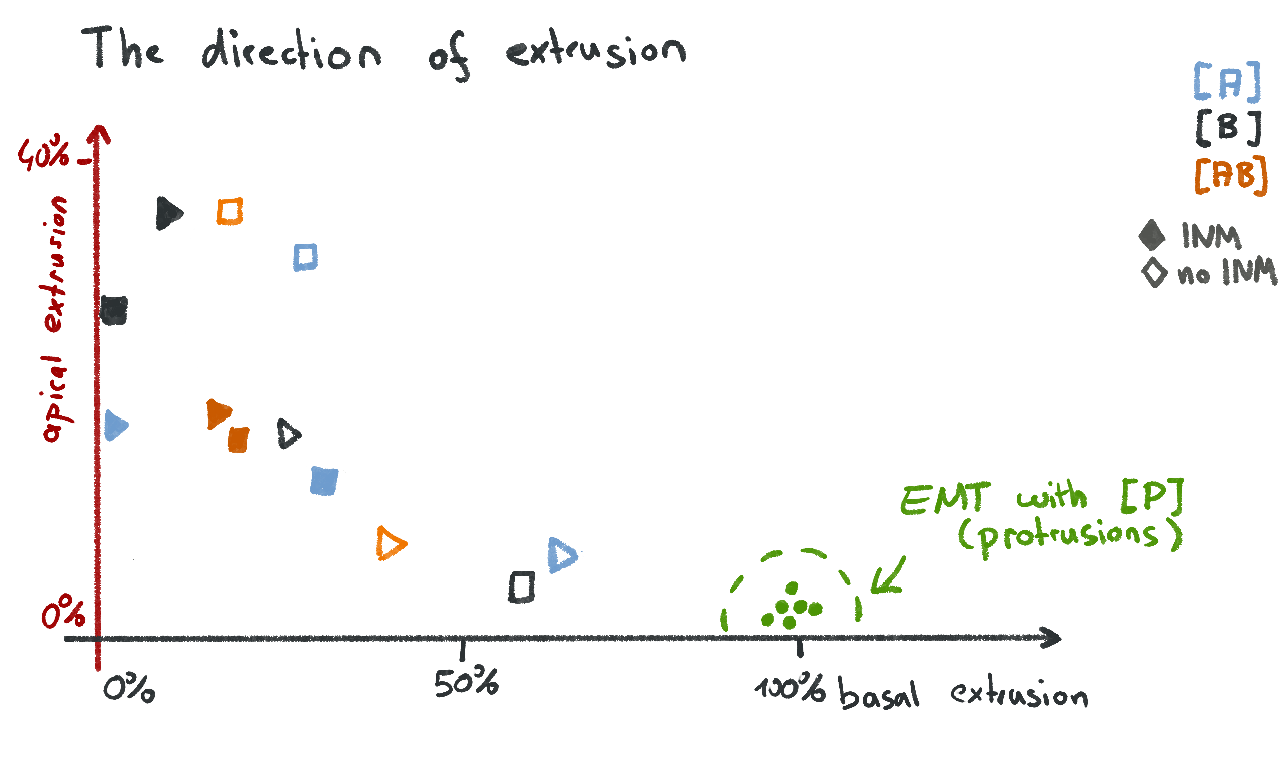 The direction of extrusion
[A]
[B]
[AB]
INM
no INM
40%
apical extrusion
0%
EMT with [P]
(protrusions)
0%
50%
100%
basal extrusion